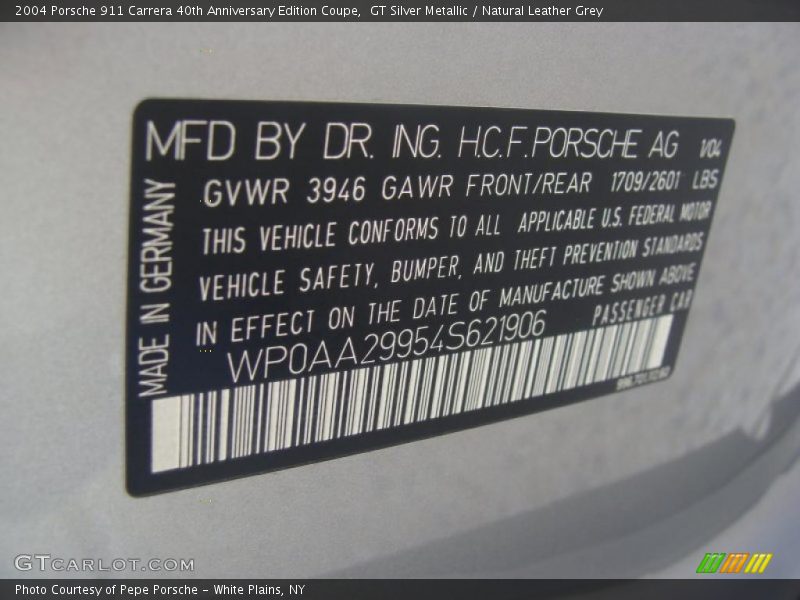 2004 Porsche 911 Carrera 40th Anniversary Edition Coupe,  GT Silver Metallic / Natural Leather Grey
MFD BY DR. ING. H.C.F.PORSCHE AG 1/04
GVWR 3946 GAWR FRONT/REAR 1709/2601 LBS
THIS VEHICLE CONFORMS TO ALL APPLICABLE U.S. FEDERAL MOTOR
VEHICLE SAFETY, BUMPER, AND THEFT PREVENTION STANDARDS
IN EFFECT ON THE DATE OF MANUFACTURE SHOWN ABOVE
WP0AA29954S621906 PASSENGER CAR
MADE IN GERMANY
GTCARLOT.COM
Photo Courtesy of Pepe Porsche - White Plains, NY